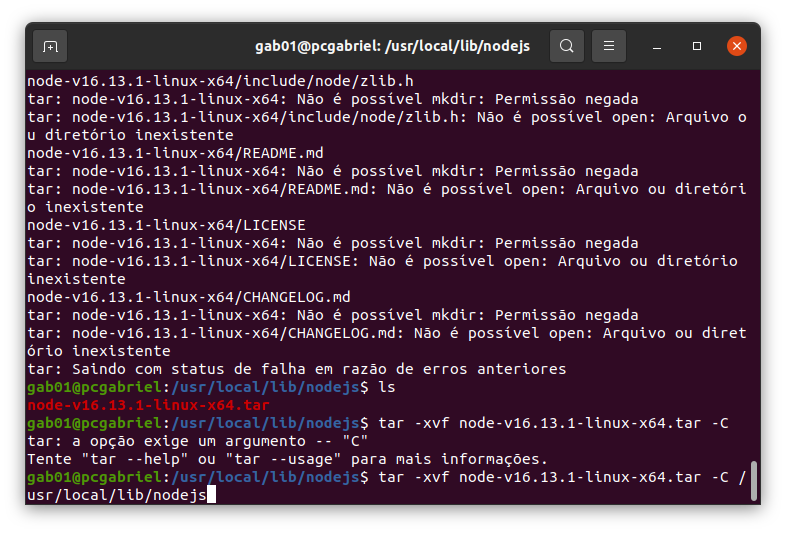 gab01@pcgabriel: /usr/local/lib/nodejs
node-v16.13.1-linux-x64/include/node/zlib.h
tar: node-v16.13.1-linux-x64: Não é possível mkdir: Permissão negada
tar: node-v16.13.1-linux-x64/include/node/zlib.h: Não é possível open: Arquivo o
u diretório inexistente
node-v16.13.1-linux-x64/README.md
tar: node-v16.13.1-linux-x64: Não é possível mkdir: Permissão negada
tar: node-v16.13.1-linux-x64/README.md: Não é possível open: Arquivo ou diretóri
o inexistente
node-v16.13.1-linux-x64/LICENSE
tar: node-v16.13.1-linux-x64: Não é possível mkdir: Permissão negada
tar: node-v16.13.1-linux-x64/LICENSE: Não é possível open: Arquivo ou diretório
inexistente
node-v16.13.1-linux-x64/CHANGELOG.md
tar: node-v16.13.1-linux-x64: Não é possível mkdir: Permissão negada
tar: node-v16.13.1-linux-x64/CHANGELOG.md: Não é possível open: Arquivo ou diret
ório inexistente
tar: Saindo com status de falha em razão de erros anteriores
gab01@pcgabriel:/usr/local/lib/nodejs$ ls
node-v16.13.1-linux-x64.tar
gab01@pcgabriel:/usr/local/lib/nodejs$ tar -xvf node-v16.13.1-linux-x64.tar -C
tar: a opção exige um argumento -- "C"
Tente "tar --help" ou "tar --usage" para mais informações.
gab01@pcgabriel:/usr/local/lib/nodejs$ tar -xvf node-v16.13.1-linux-x64.tar -C /
usr/local/lib/nodejs